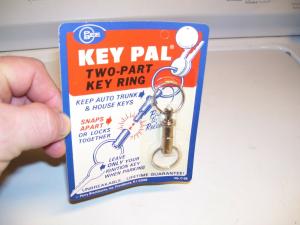 KEY PAL®
TWO-PART
KEY RING
KEEP AUTO TRUNK
& HOUSE KEYS
SNAPS
APART
OR LOCKS
TOGETHER
LEAVE
ONLY YOUR
IGNITION KEY
WHEN PARKING
UNBREAKABLE - LIFETIME GUARANTEE!